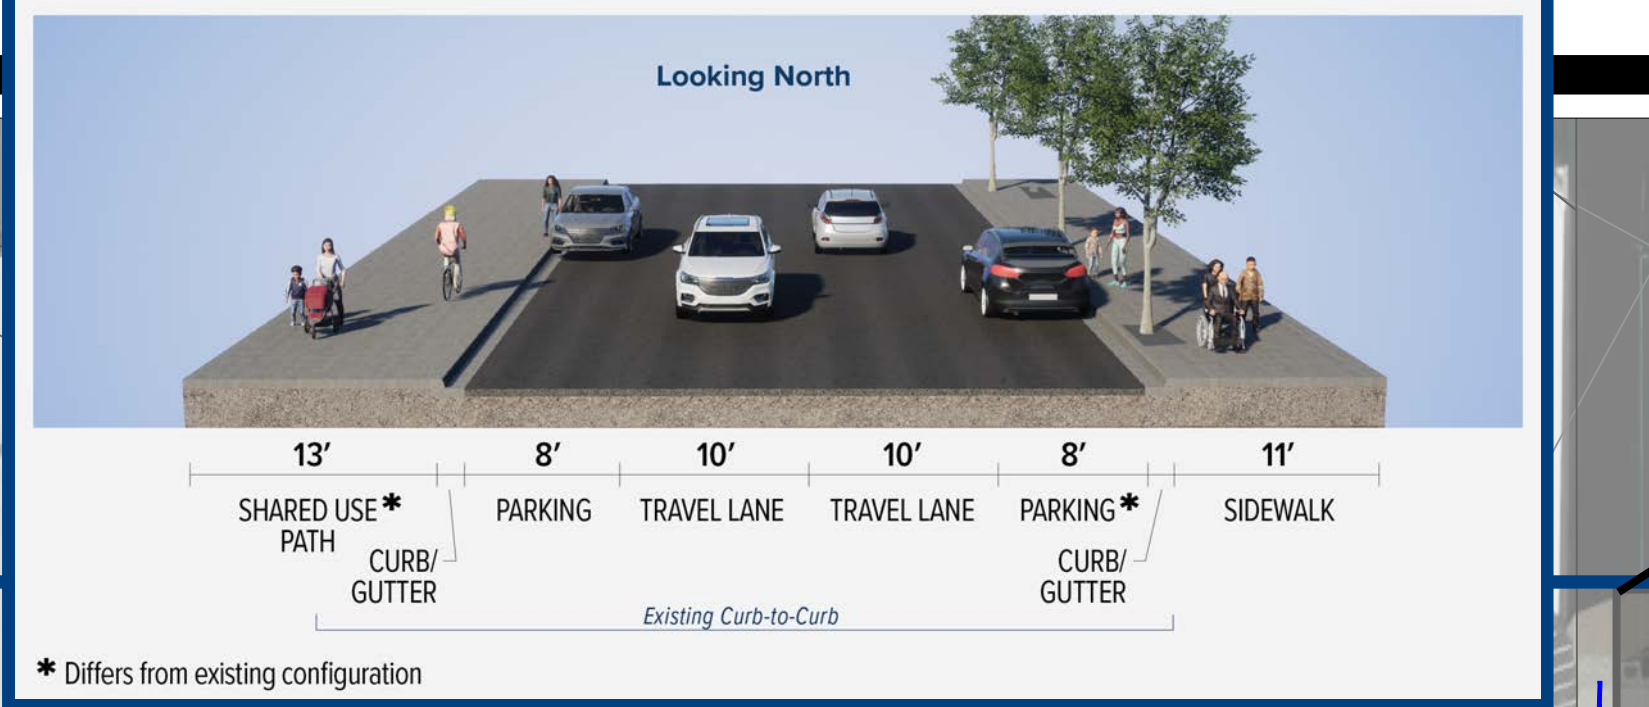 Looking North
13′ 8′ 10′ 10′ 8′ 11′
SHARED USE*
PATH
CURB/
GUTTER
PARKING
TRAVEL LANE
TRAVEL LANE
PARKING*
CURB/
GUTTER
SIDEWALK
Existing Curb-to-Curb
* Differs from existing configuration